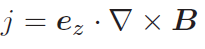 j = e_z · ∇ × B